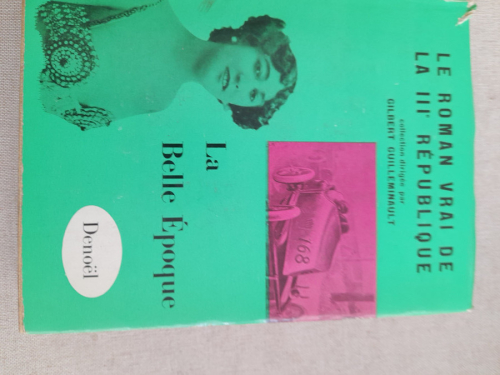 LE ROMAN VRAI DE
LA IIIᵉ RÉPUBLIQUE
collection dirigée par
GILBERT GUILLEMINAULT
168
La
Belle Époque
Denoël